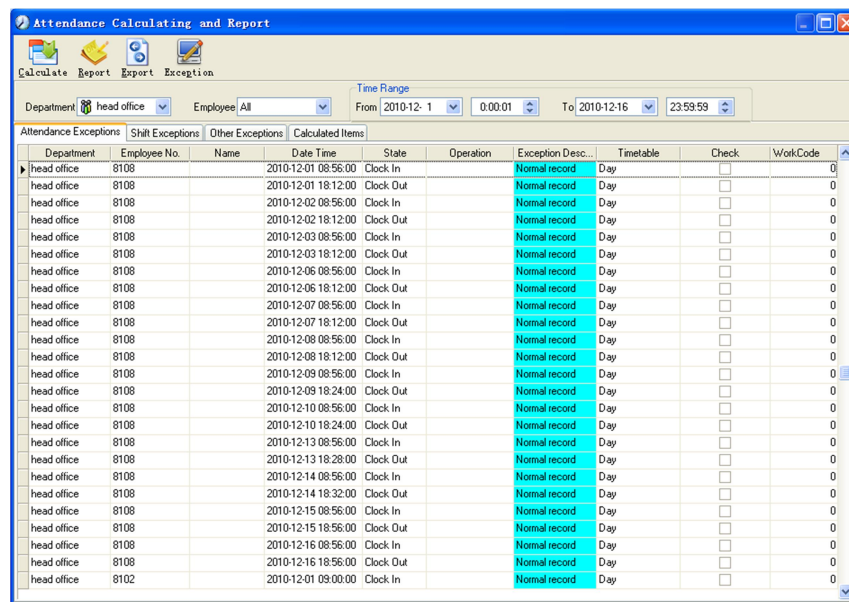 Attendance Calculating and Report
Calculate Report Export Exception
Time Range
Department head office Employee All From 2010-12- 1 0:00:01 To 2010-12-16 23:59:59
Attendance Exceptions Shift Exceptions Other Exceptions Calculated Items
Department Employee No. Name Date Time State Operation Exception Desc... Timetable Check WorkCode
head office 8108 2010-12-01 08:56:00 Clock In Normal record Day 0
head office 8108 2010-12-01 18:12:00 Clock Out Normal record Day 0
head office 8108 2010-12-02 08:56:00 Clock In Normal record Day 0
head office 8108 2010-12-02 18:12:00 Clock Out Normal record Day 0
head office 8108 2010-12-03 08:56:00 Clock In Normal record Day 0
head office 8108 2010-12-03 18:12:00 Clock Out Normal record Day 0
head office 8108 2010-12-06 08:56:00 Clock In Normal record Day 0
head office 8108 2010-12-06 18:12:00 Clock Out Normal record Day 0
head office 8108 2010-12-07 08:56:00 Clock In Normal record Day 0
head office 8108 2010-12-07 18:12:00 Clock Out Normal record Day 0
head office 8108 2010-12-08 08:56:00 Clock In Normal record Day 0
head office 8108 2010-12-08 18:12:00 Clock Out Normal record Day 0
head office 8108 2010-12-09 08:56:00 Clock In Normal record Day 0
head office 8108 2010-12-09 18:24:00 Clock Out Normal record Day 0
head office 8108 2010-12-10 08:56:00 Clock In Normal record Day 0
head office 8108 2010-12-10 18:24:00 Clock Out Normal record Day 0
head office 8108 2010-12-13 08:56:00 Clock In Normal record Day 0
head office 8108 2010-12-13 18:28:00 Clock Out Normal record Day 0
head office 8108 2010-12-14 08:56:00 Clock In Normal record Day 0
head office 8108 2010-12-14 18:32:00 Clock Out Normal record Day 0
head office 8108 2010-12-15 08:56:00 Clock In Normal record Day 0
head office 8108 2010-12-15 18:56:00 Clock Out Normal record Day 0
head office 8108 2010-12-16 08:56:00 Clock In Normal record Day 0
head office 8108 2010-12-16 18:56:00 Clock Out Normal record Day 0
head office 8102 2010-12-01 09:00:00 Clock In Normal record Day 0